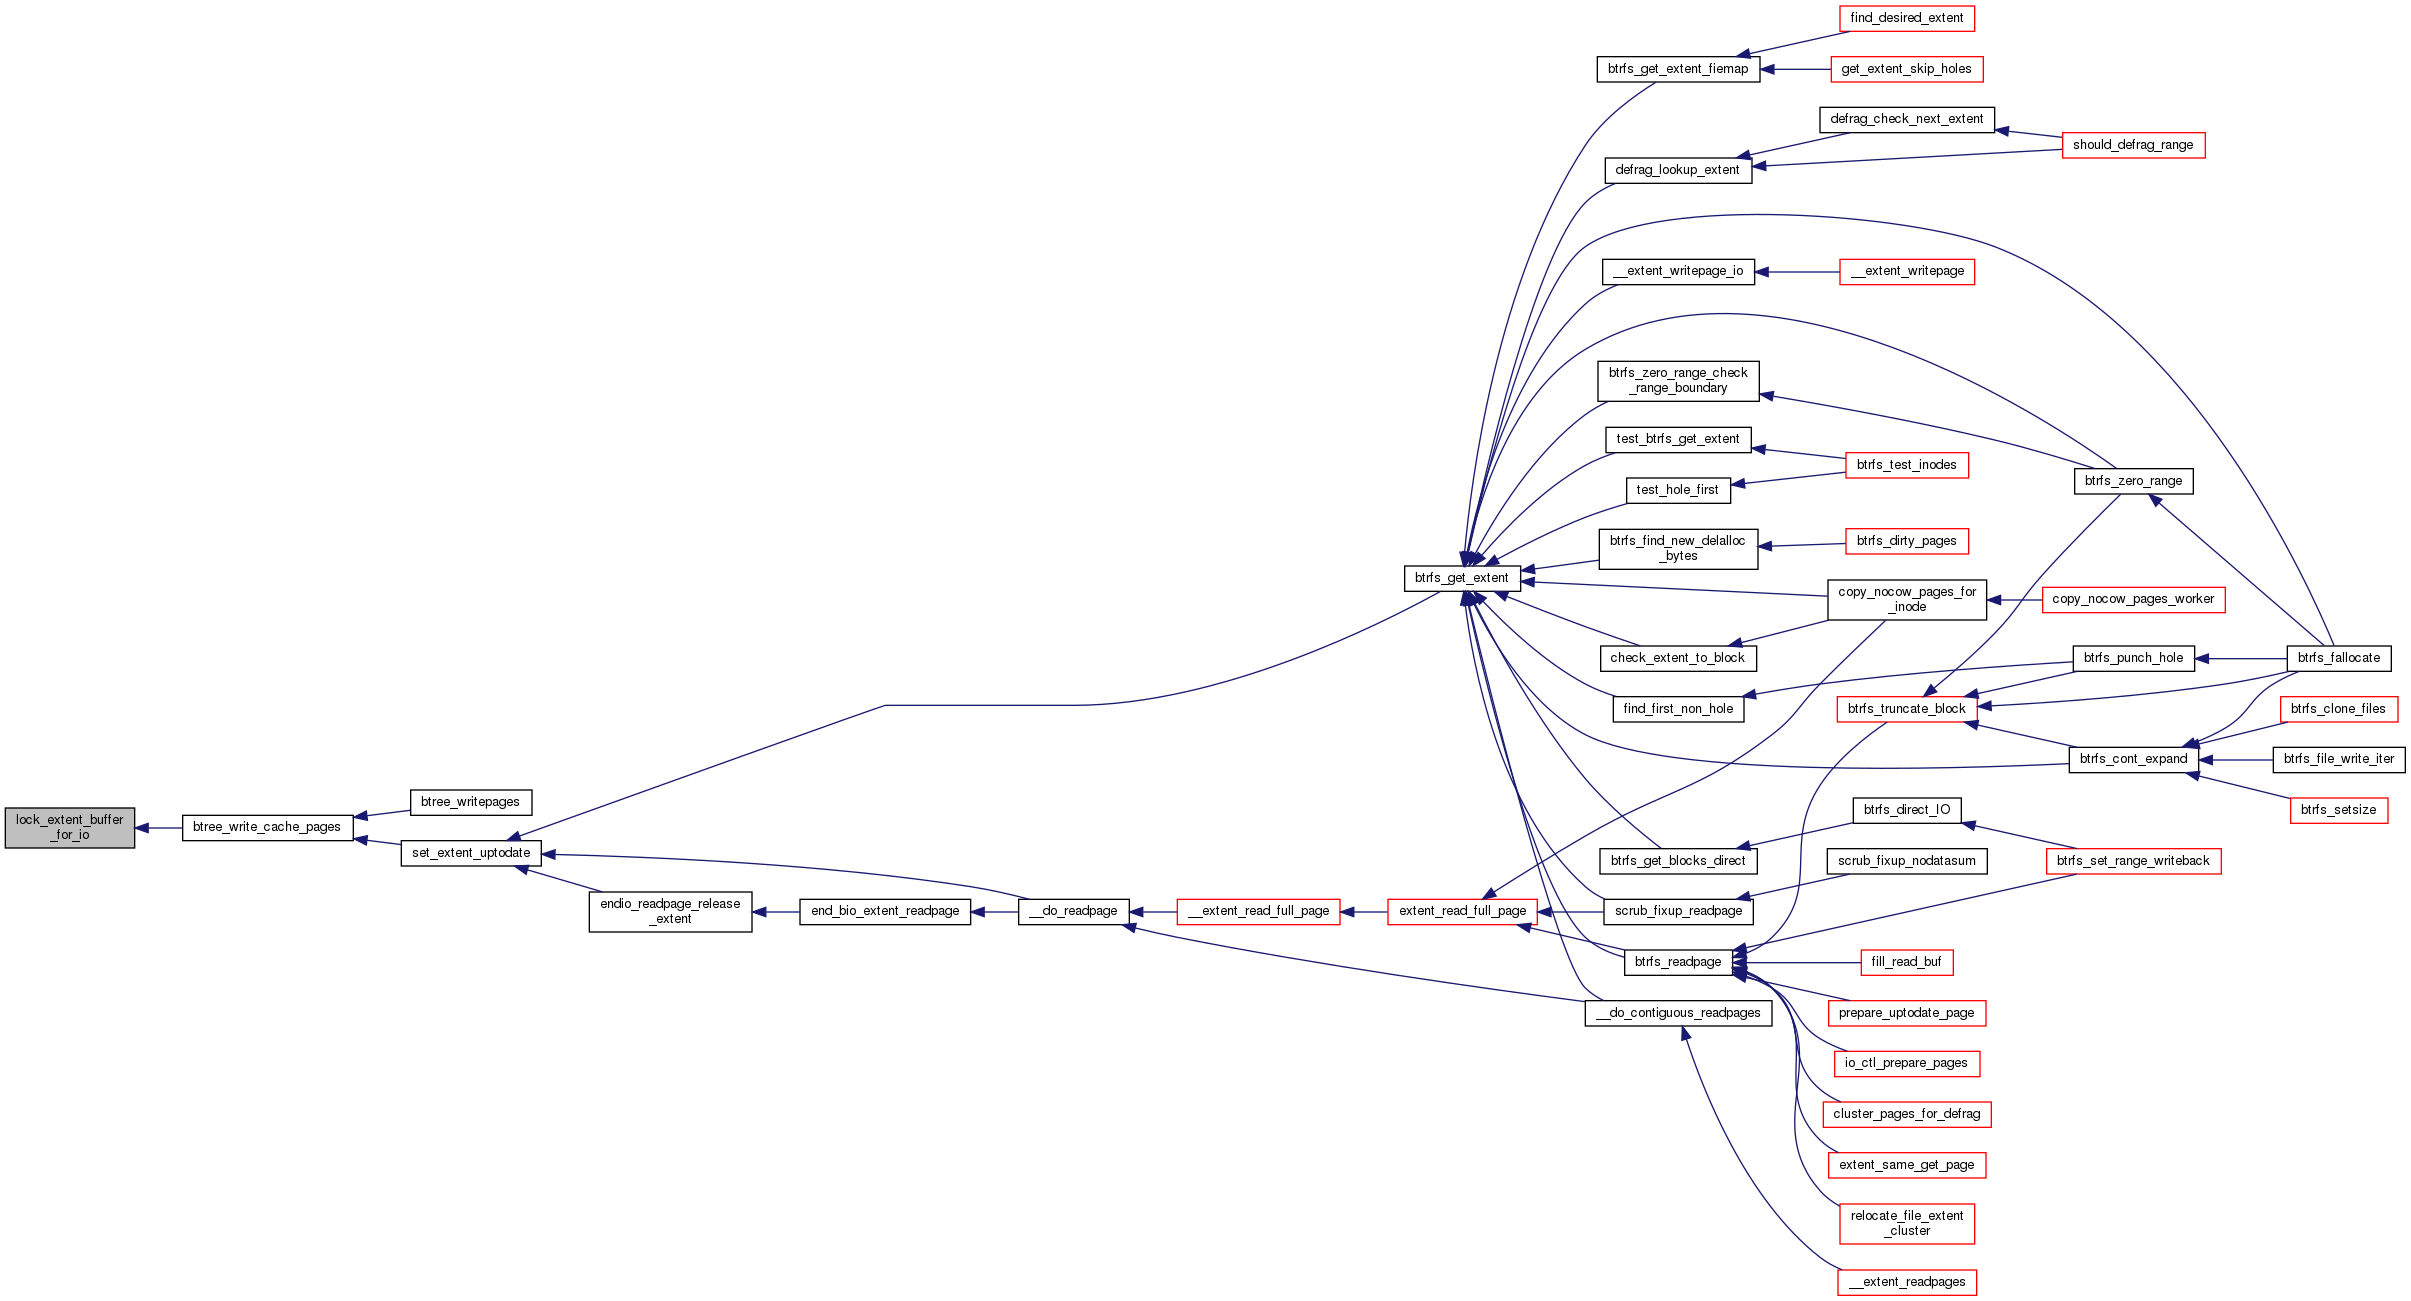 find_desired_extent
btrfs_get_extent_fiemap
get_extent_skip_holes
defrag_check_next_extent
should_defrag_range
defrag_lookup_extent
__extent_writepage_io
__extent_writepage
btrfs_zero_range_check
_range_boundary
test_btrfs_get_extent
btrfs_test_inodes
btrfs_zero_range
test_hole_first
btrfs_find_new_delalloc
_bytes
btrfs_dirty_pages
btrfs_get_extent
copy_nocow_pages_for
_inode
copy_nocow_pages_worker
check_extent_to_block
btrfs_punch_hole
btrfs_fallocate
find_first_non_hole
btrfs_truncate_block
btrfs_clone_files
btrfs_cont_expand
btrfs_file_write_iter
btrfs_setsize
btree_writepages
lock_extent_buffer
_for_io
btree_write_cache_pages
set_extent_uptodate
btrfs_direct_IO
btrfs_get_blocks_direct
scrub_fixup_nodatasum
btrfs_set_range_writeback
endio_readpage_release
_extent
end_bio_extent_readpage
__do_readpage
__extent_read_full_page
extent_read_full_page
scrub_fixup_readpage
btrfs_readpage
fill_read_buf
__do_contiguous_readpages
prepare_uptodate_page
io_ctl_prepare_pages
cluster_pages_for_defrag
extent_same_get_page
relocate_file_extent
_cluster
__extent_readpages